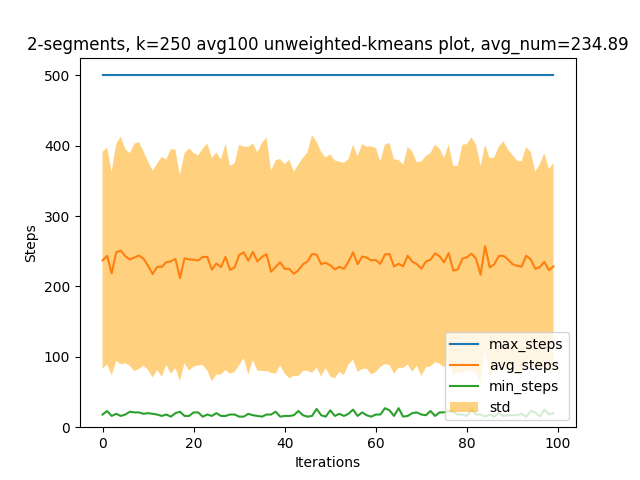 2-segments, k=250 avg100 unweighted-kmeans plot, avg_num=234.89
Steps
500
400
300
200
100
0
0 20 40 60 80 100
Iterations
max_steps
avg_steps
min_steps
std